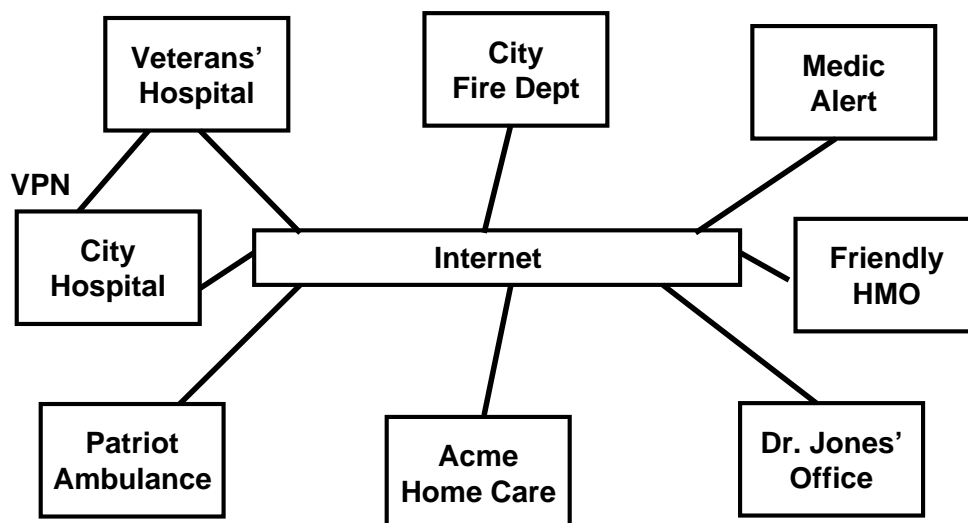 Veterans’
Hospital
City
Fire Dept
Medic
Alert
VPN
City
Hospital
Internet
Friendly
HMO
Patriot
Ambulance
Acme
Home Care
Dr. Jones’
Office